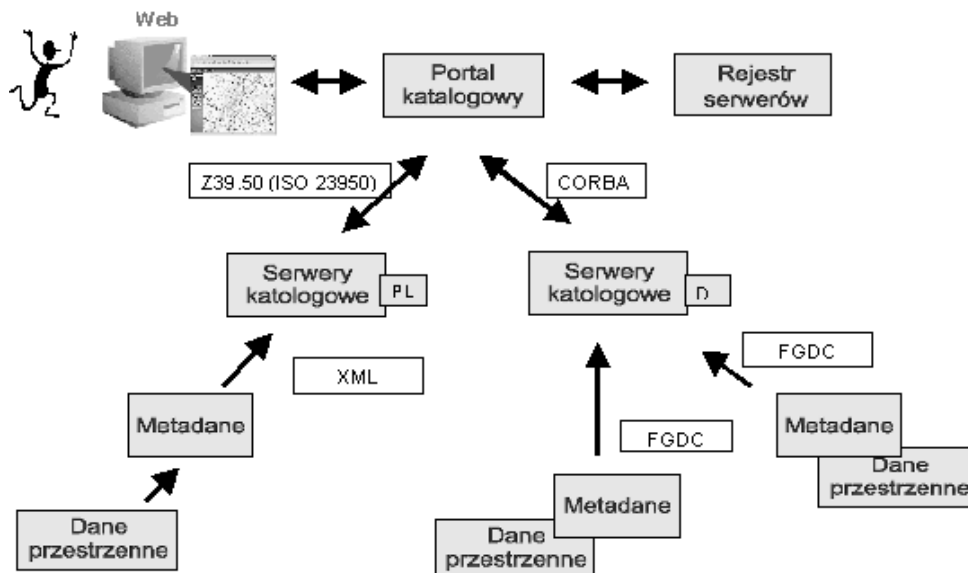 Web
Portal
katalogowy
Rejestr
serwerów
Z39.50 (ISO 23950)
CORBA
Serwery
katologowe
PL
Serwery
katologowe
D
XML
FGDC
Metadane
FGDC
Metadane
Dane
przestrzenne
Metadane
Dane
przestrzenne
Dane
przestrzenne